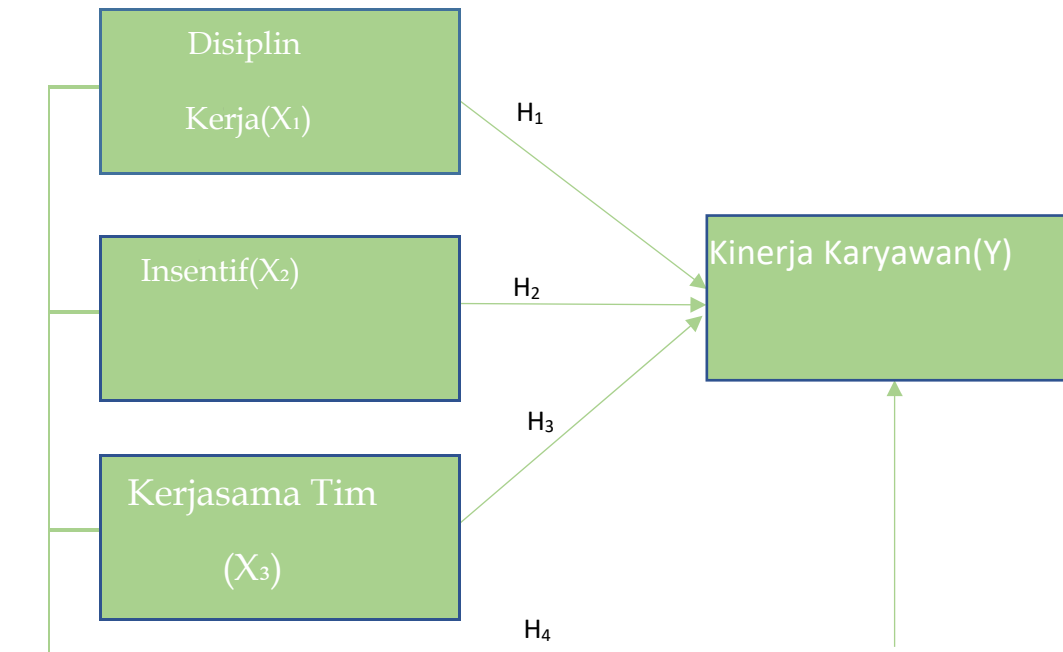 Disiplin
Kerja(X₁)
H₁
Insentif(X₂)
H₂
Kinerja Karyawan(Y)
H₃
Kerjasama Tim
(X₃)
H₄